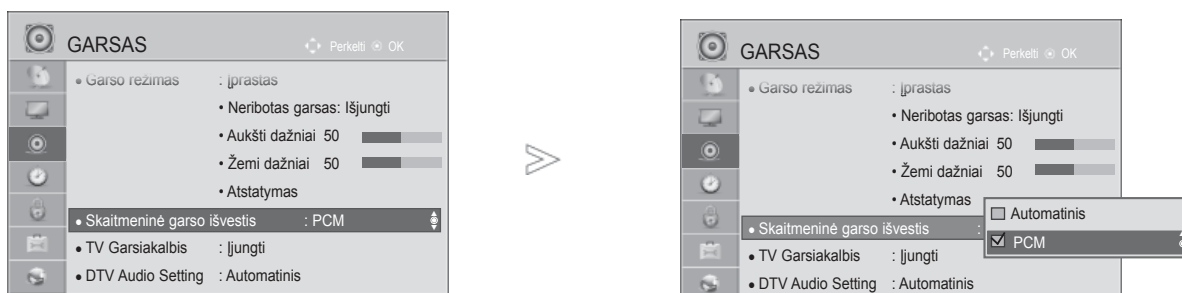 GARSAS
Perkelti OK
• Garso režimas : Įprastas
• Neribotas garsas: Išjungti
• Aukšti dažniai 50
• Žemi dažniai 50
• Atstatymas
• Skaitmeninė garso išvestis : PCM
• TV Garsiakalbis : Įjungti
• DTV Audio Setting : Automatinis
GARSAS
Perkelti OK
• Garso režimas : Įprastas
• Neribotas garsas: Išjungti
• Aukšti dažniai 50
• Žemi dažniai 50
• Atstatymas
Automatinis
• Skaitmeninė garso išvestis :
PCM
• TV Garsiakalbis : Įjungti
• DTV Audio Setting : Automatinis